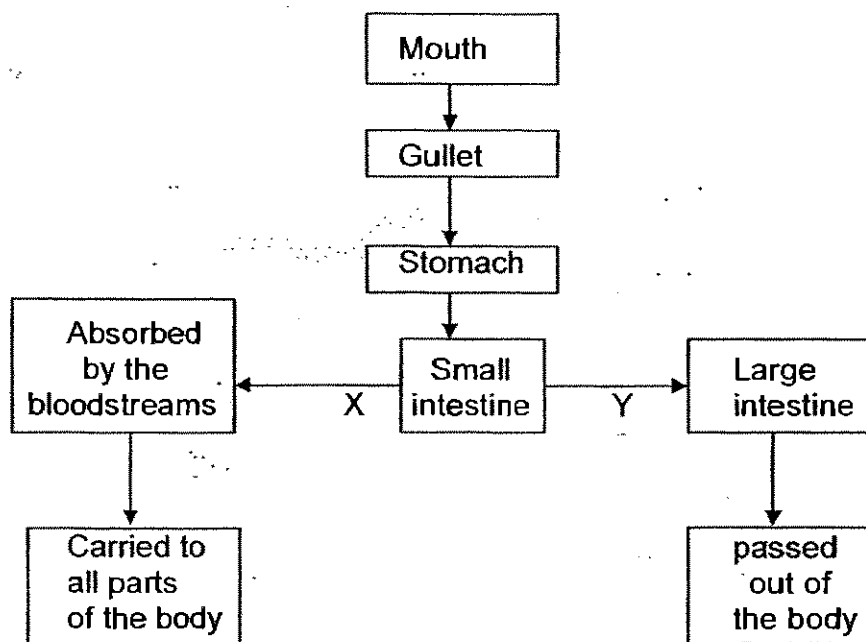 Mouth
Gullet
Stomach
Absorbed
by the
bloodstreams
X
Small
intestine
Y
Large
intestine
Carried to
all parts
of the body
passed
out of
the body